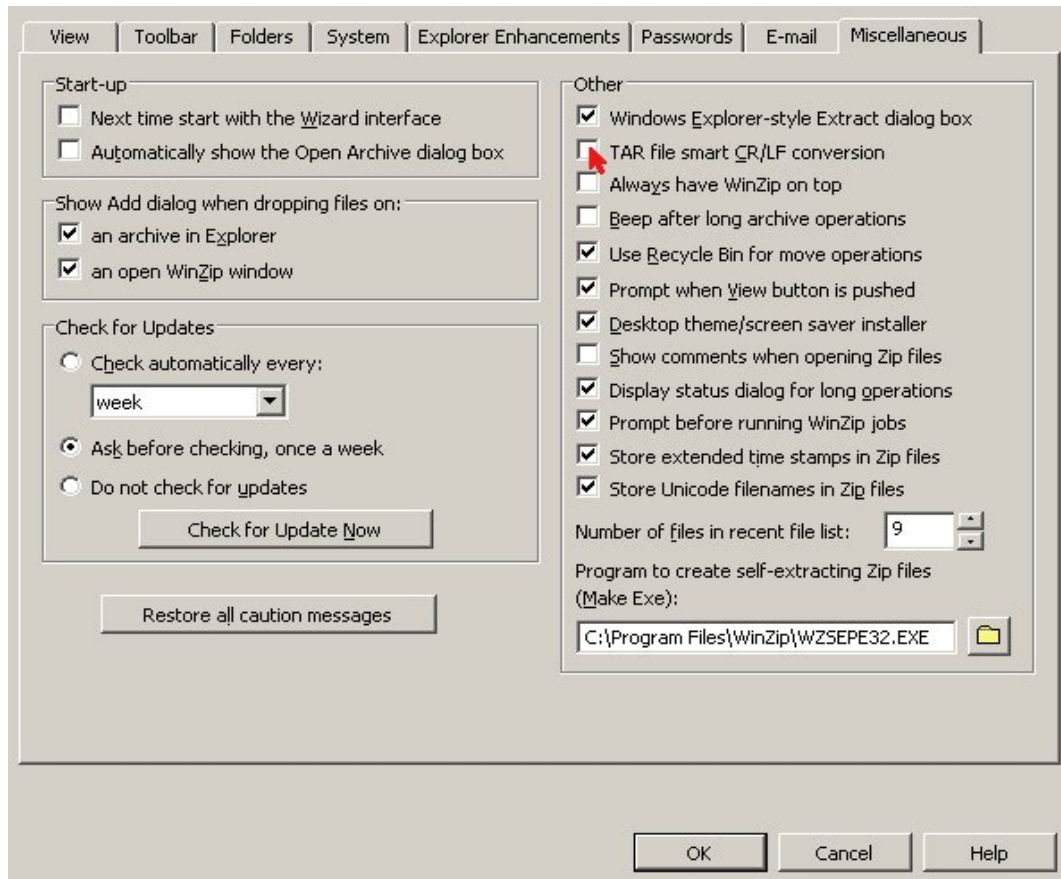 View
Toolbar
Folders
System
Explorer Enhancements
Passwords
E-mail
Miscellaneous
Start-up
Next time start with the Wizard interface
Automatically show the Open Archive dialog box
Show Add dialog when dropping files on:
an archive in Explorer
an open WinZip window
Check for Updates
Check automatically every:
week
Ask before checking, once a week
Do not check for updates
Check for Update Now
Restore all caution messages
Other
Windows Explorer-style Extract dialog box
TAR file smart CR/LF conversion
Always have WinZip on top
Beep after long archive operations
Use Recycle Bin for move operations
Prompt when View button is pushed
Desktop theme/screen saver installer
Show comments when opening Zip files
Display status dialog for long operations
Prompt before running WinZip jobs
Store extended time stamps in Zip files
Store Unicode filenames in Zip files
Number of files in recent file list: 9
Program to create self-extracting Zip files
(Make Exe):
C:\Program Files\WinZip\WZSEPE32.EXE
OK
Cancel
Help